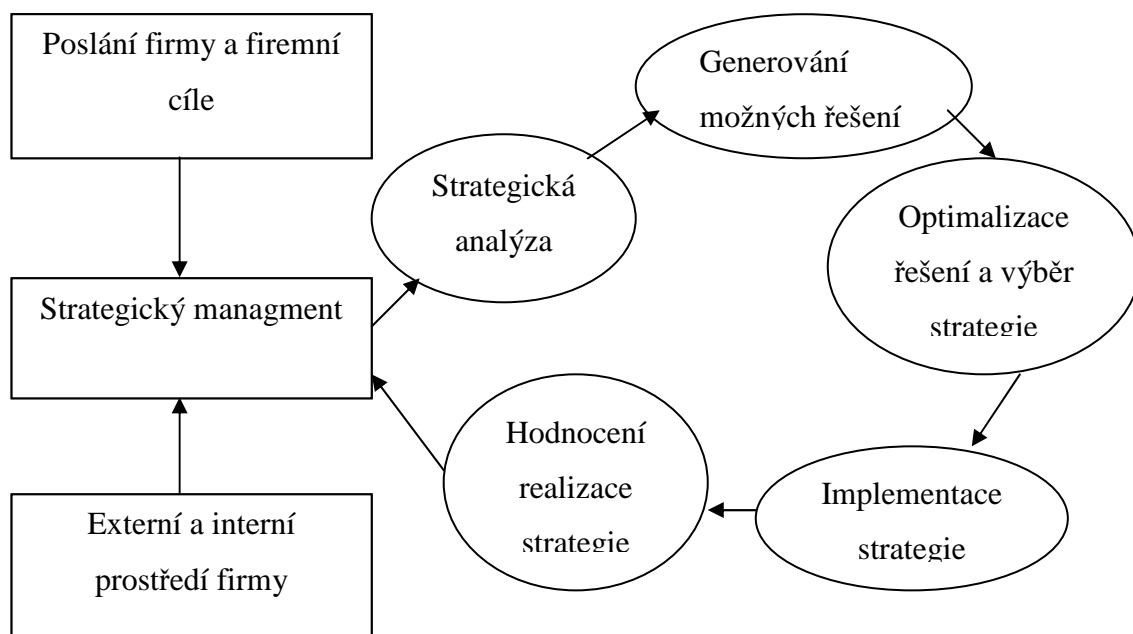 Poslání firmy a firemní
cíle
Strategický managment
Externí a interní
prostředí firmy
Strategická
analýza
Generování
možných řešení
Optimalizace
řešení a výběr
strategie
Implementace
strategie
Hodnocení
realizace
strategie